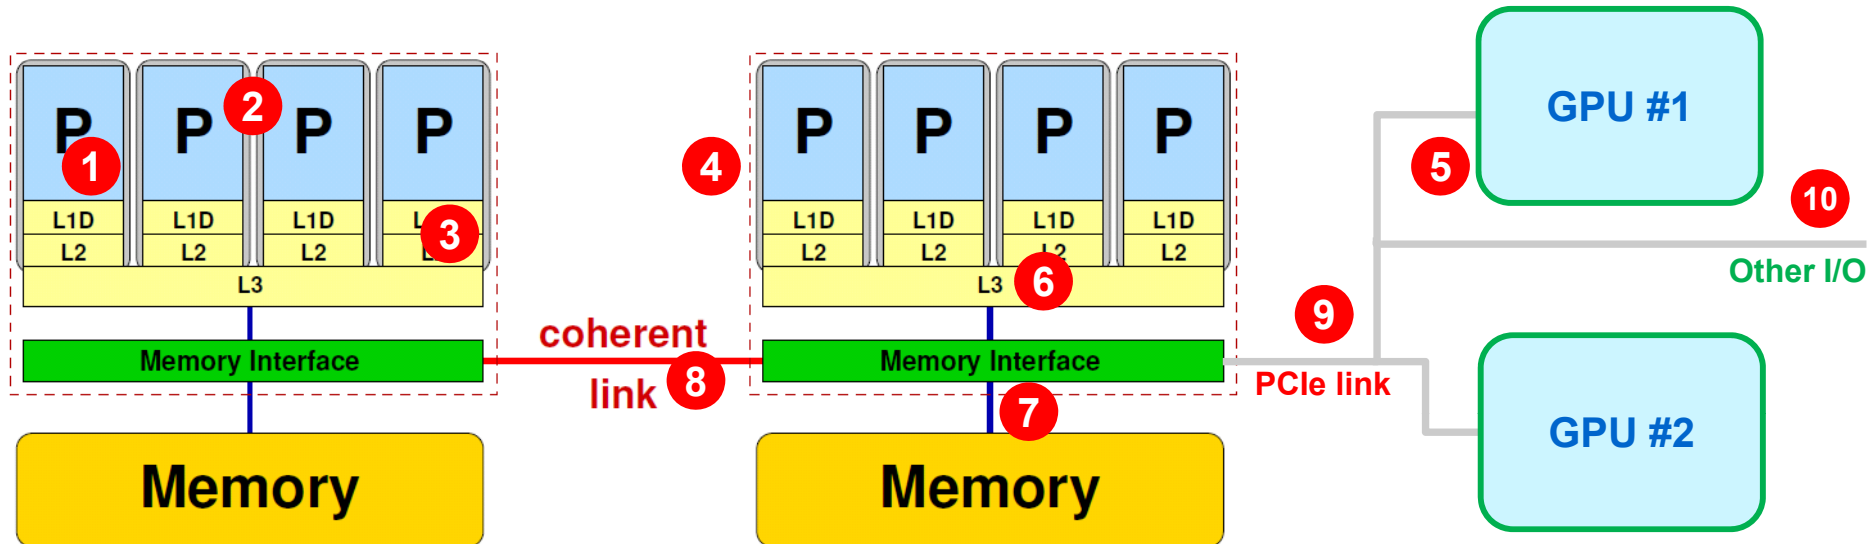 P P P P
1
2
L1D L1D L1D
3
L2 L2 L2
L3
Memory Interface
Memory
coherent
link
8
4
P P P P
L1D L1D L1D L1D
L2 L2 L2 L2
L3
6
Memory Interface
7
Memory
9
PCIe link
5
GPU #1
10
Other I/O
GPU #2